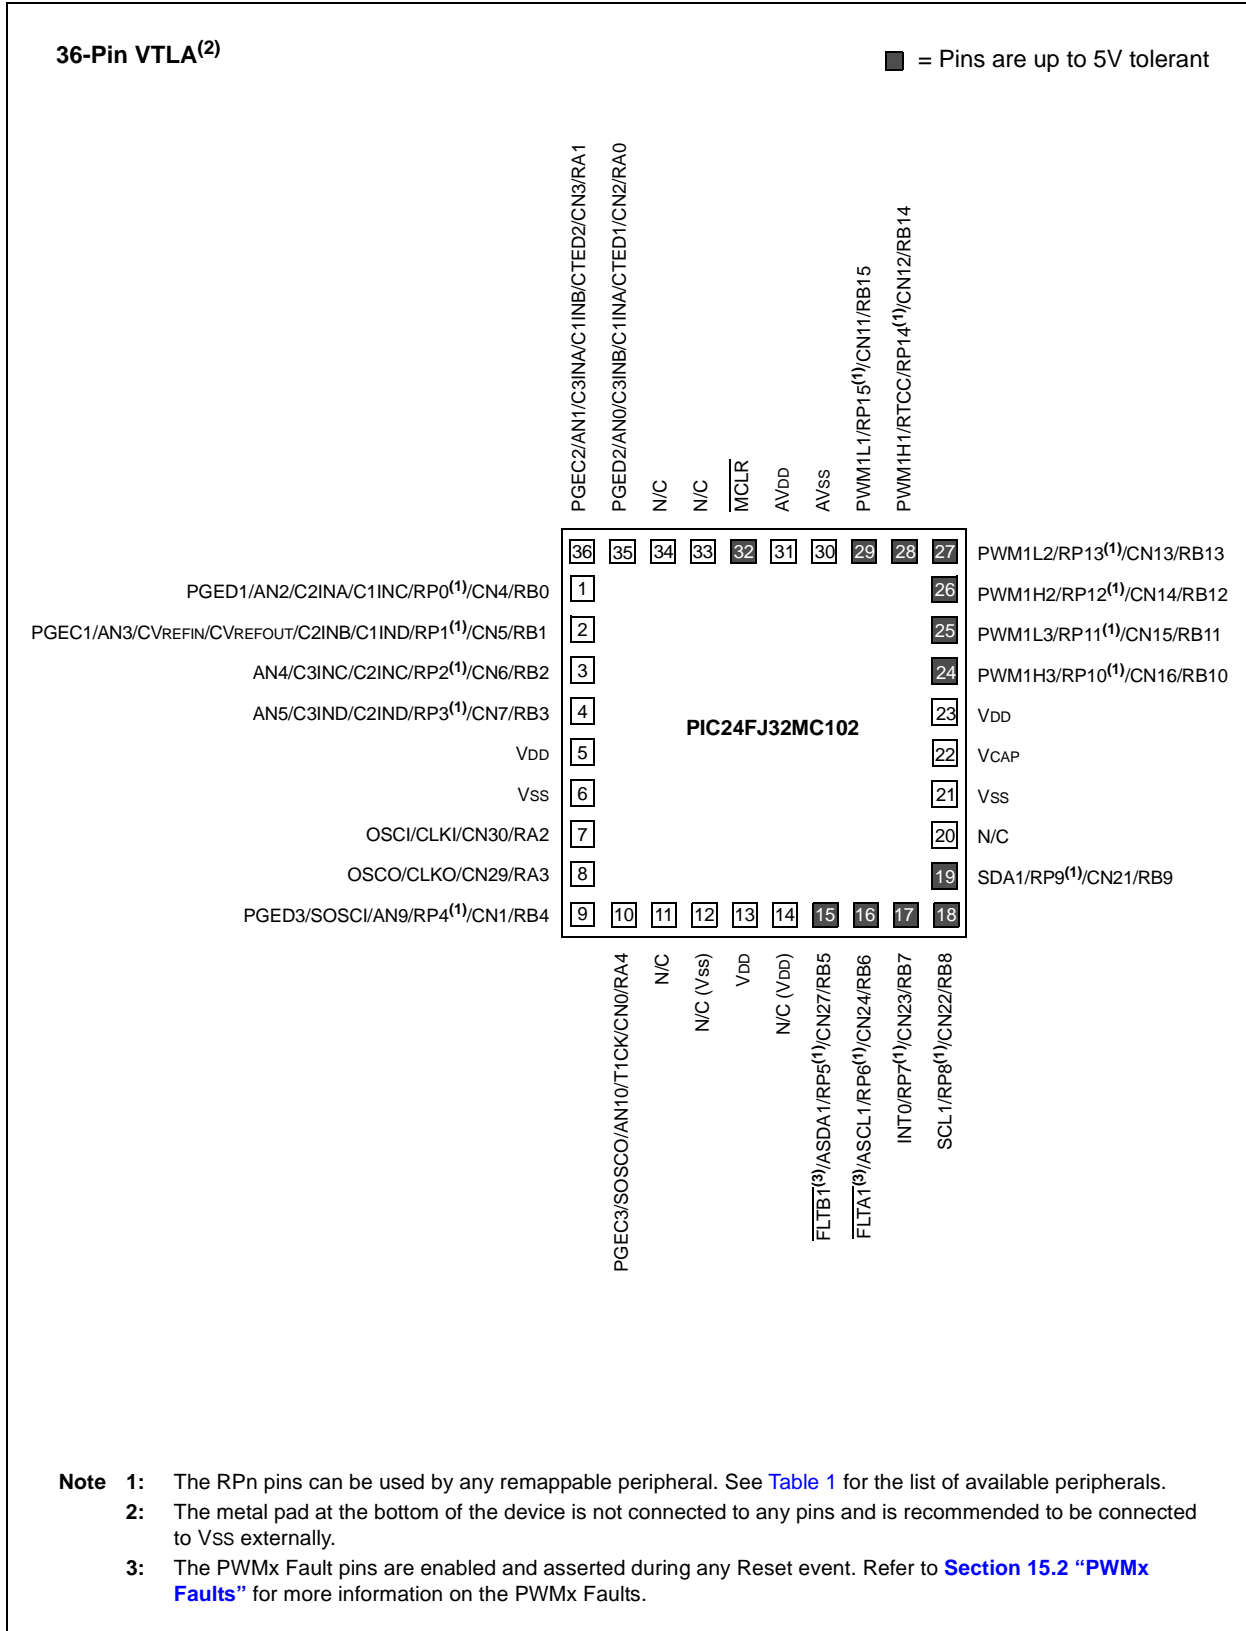 36-Pin VTLA(2)
= Pins are up to 5V tolerant
PGEC2/AN1/C3INA/C1INB/CTED2/CN3/RA1
PGED2/AN0/C3INB/C1INA/CTED1/CN2/RA0
N/C
N/C
MCLR
AVDD
AVSS
PWM1L1/RP15(1)/CN11/RB15
PWM1H1/RTCC/RP14(1)/CN12/RB14
36 35 34 33 32 31 30 29 28 27 PWM1L2/RP13(1)/CN13/RB13
PGED1/AN2/C2INA/C1INC/RP0(1)/CN4/RB0 1 26 PWM1H2/RP12(1)/CN14/RB12
PGEC1/AN3/CVREFIN/CVREFOUT/C2INB/C1IND/RP1(1)/CN5/RB1 2 25 PWM1L3/RP11(1)/CN15/RB11
AN4/C3INC/C2INC/RP2(1)/CN6/RB2 3 24 PWM1H3/RP10(1)/CN16/RB10
AN5/C3IND/C2IND/RP3(1)/CN7/RB3 4 23 VDD
PIC24FJ32MC102
VDD 5 22 VCAP
VSS 6 21 VSS
OSCI/CLKI/CN30/RA2 7 20 N/C
OSCO/CLKO/CN29/RA3 8 19 SDA1/RP9(1)/CN21/RB9
PGED3/SOSCI/AN9/RP4(1)/CN1/RB4 9 10 11 12 13 14 15 16 17 18
PGEC3/SOSCO/AN10/T1CK/CN0/RA4
N/C
N/C (Vss)
VDD
N/C (VDD)
FLTB1(3)/ASDA1/RP5(1)/CN27/RB5
FLTA1(3)/ASCL1/RP6(1)/CN24/RB6
INT0/RP7(1)/CN23/RB7
SCL1/RP8(1)/CN22/RB8
Note 1: The RPn pins can be used by any remappable peripheral. See Table 1 for the list of available peripherals.
2: The metal pad at the bottom of the device is not connected to any pins and is recommended to be connected
to VSS externally.
3: The PWMx Fault pins are enabled and asserted during any Reset event. Refer to Section 15.2 “PWMx
Faults” for more information on the PWMx Faults.